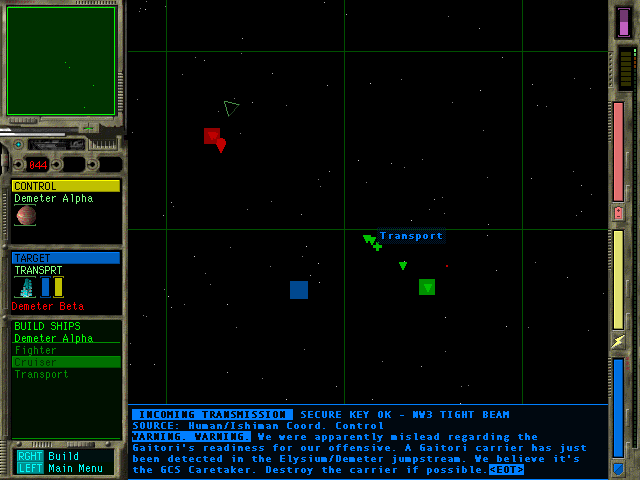 044
CONTROL
Demeter Alpha
TARGET
TRANSPRT
Demeter Beta
BUILD SHIPS
Demeter Alpha
Fighter
Cruiser
Transport
RGHT Build
LEFT Main Menu
Transport
INCOMING TRANSMISSION SECURE KEY OK - NW3 TIGHT BEAM
SOURCE: Human/Ishiman Coord. Control
WARNING, WARNING. We were apparently mislead regarding the
Gaitori's readiness for our offensive. A Gaitori carrier has just
been detected in the Elysium/Demeter jumpstream. We believe it's
the GCS Caretaker. Destroy the carrier if possible.<EOT>